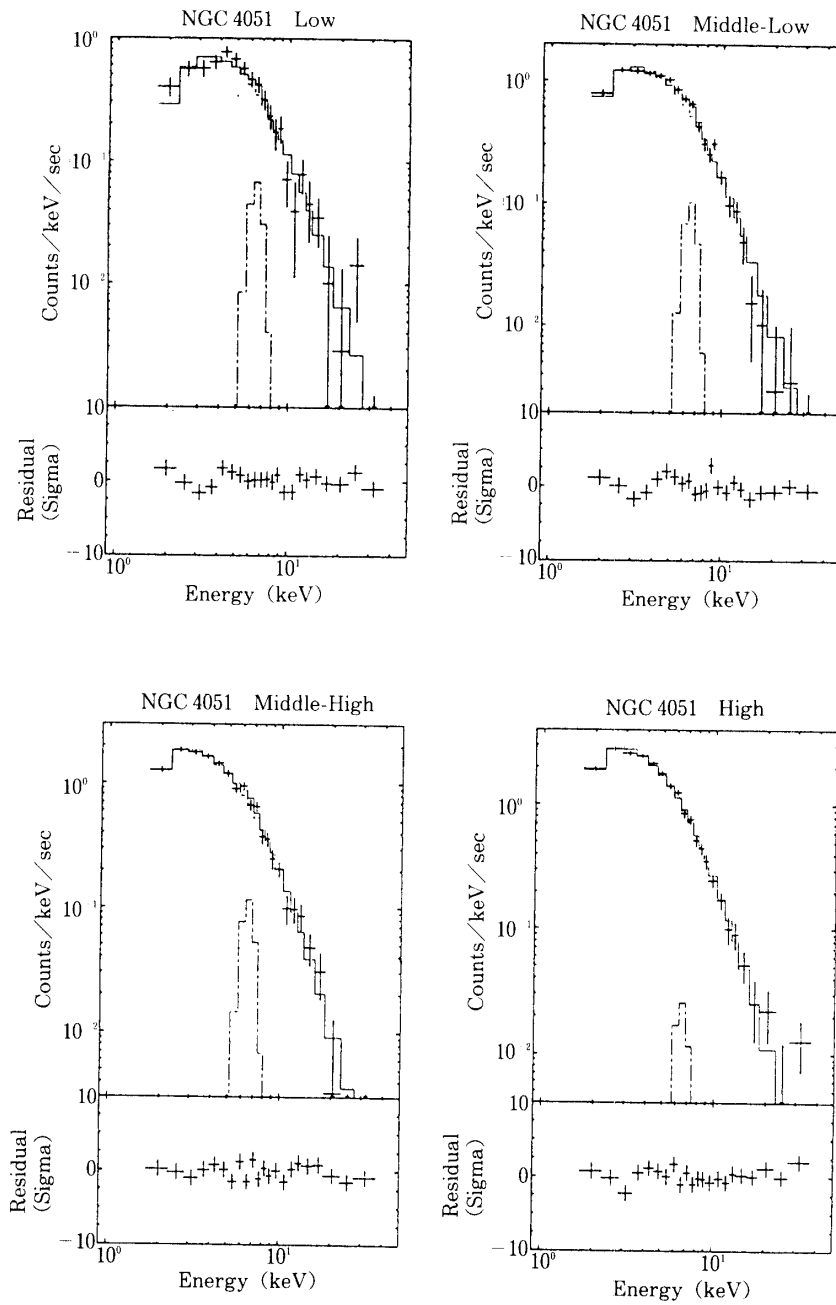 NGC 4051 Low
10⁰
10⁻¹
10⁻²
10
Counts/keV/sec
0
−10
Residual
(Sigma)
10⁰
10¹
Energy (keV)
NGC 4051 Middle-Low
10⁰
10⁻¹
10⁻²
10
Counts/keV/sec
0
−10
Residual
(Sigma)
10⁰
10¹
Energy (keV)
NGC 4051 Middle-High
10⁰
10⁻¹
10⁻²
10
Counts/keV/sec
0
−10
Residual
(Sigma)
10⁰
10¹
Energy (keV)
NGC 4051 High
10⁰
10⁻¹
10⁻²
10
Counts/keV/sec
0
−10
Residual
(Sigma)
10⁰
10¹
Energy (keV)